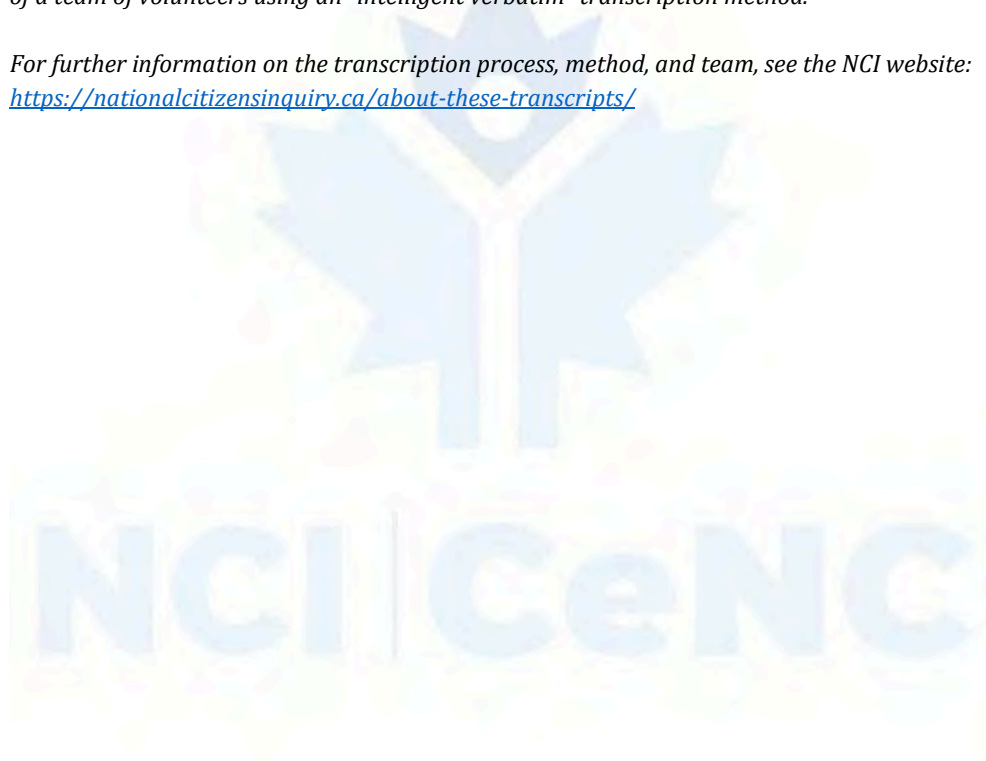 of a team of volunteers using an "intelligent verbatim" transcription method.
For further information on the transcription process, method, and team, see the NCI website:
https://nationalcitizensinquiry.ca/about-these-transcripts/
NCI | CeNC